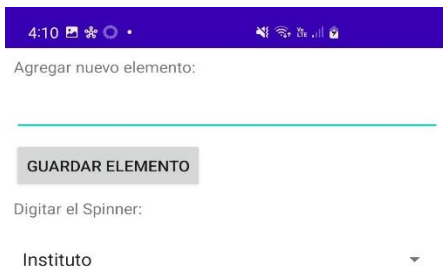 4:10
Agregar nuevo elemento:
GUARDAR ELEMENTO
Digitar el Spinner:
Instituto